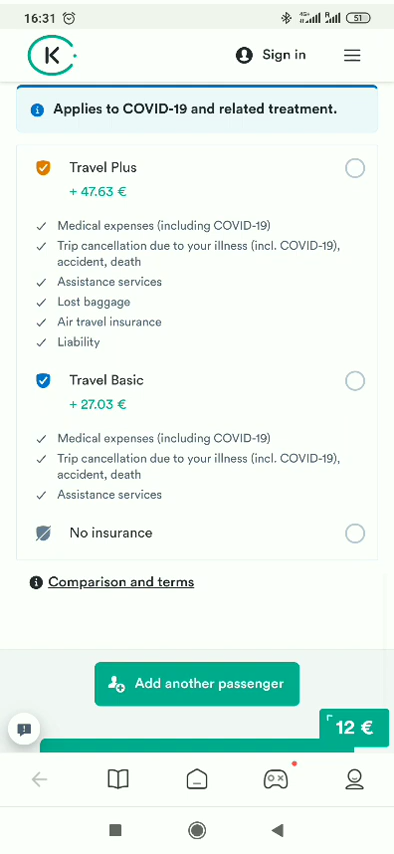 16:31
4G+
R
51
K
Sign in
Applies to COVID-19 and related treatment.
Travel Plus
+ 47.63 €
Medical expenses (including COVID-19)
Trip cancellation due to your illness (incl. COVID-19),
accident, death
Assistance services
Lost baggage
Air travel insurance
Liability
Travel Basic
+ 27.03 €
Medical expenses (including COVID-19)
Trip cancellation due to your illness (incl. COVID-19),
accident, death
Assistance services
No insurance
Comparison and terms
Add another passenger
12 €